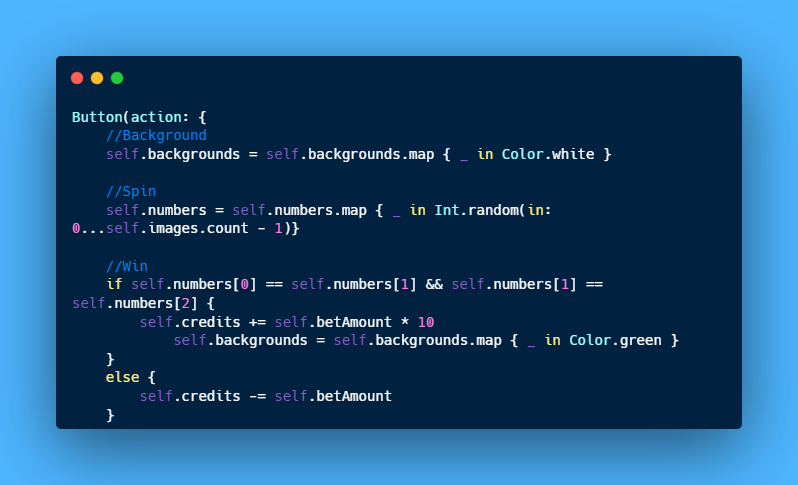 Button(action: {
    //Background
    self.backgrounds = self.backgrounds.map { _ in Color.white }

    //Spin
    self.numbers = self.numbers.map { _ in Int.random(in:
0...self.images.count - 1)}

    //Win
    if self.numbers[0] == self.numbers[1] && self.numbers[1] ==
self.numbers[2] {
        self.credits += self.betAmount * 10
            self.backgrounds = self.backgrounds.map { _ in Color.green }
    }
    else {
        self.credits -= self.betAmount
    }